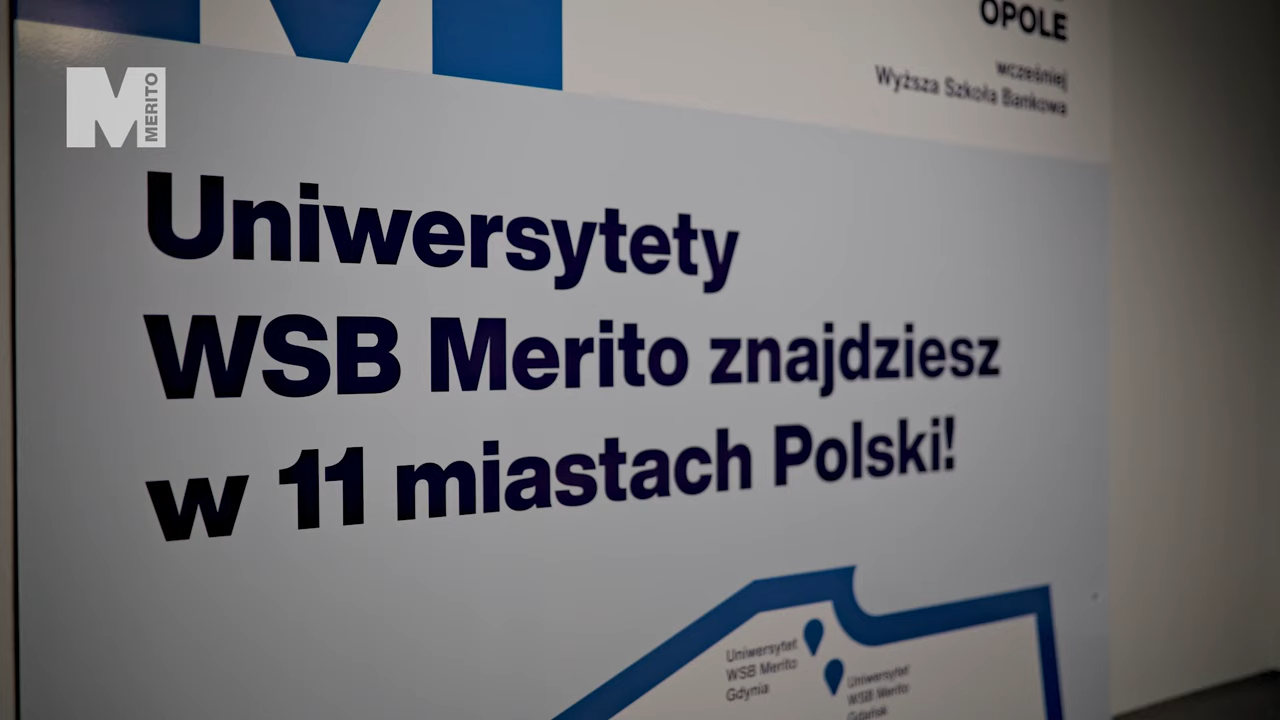 OPOLE
wcześniej
Wyższa Szkoła Bankowa
MERITO
Uniwersytety
WSB Merito znajdziesz
w 11 miastach Polski!
Uniwersytet
WSB Merito
Gdynia
Uniwersytet
WSB Merito
Gdańsk